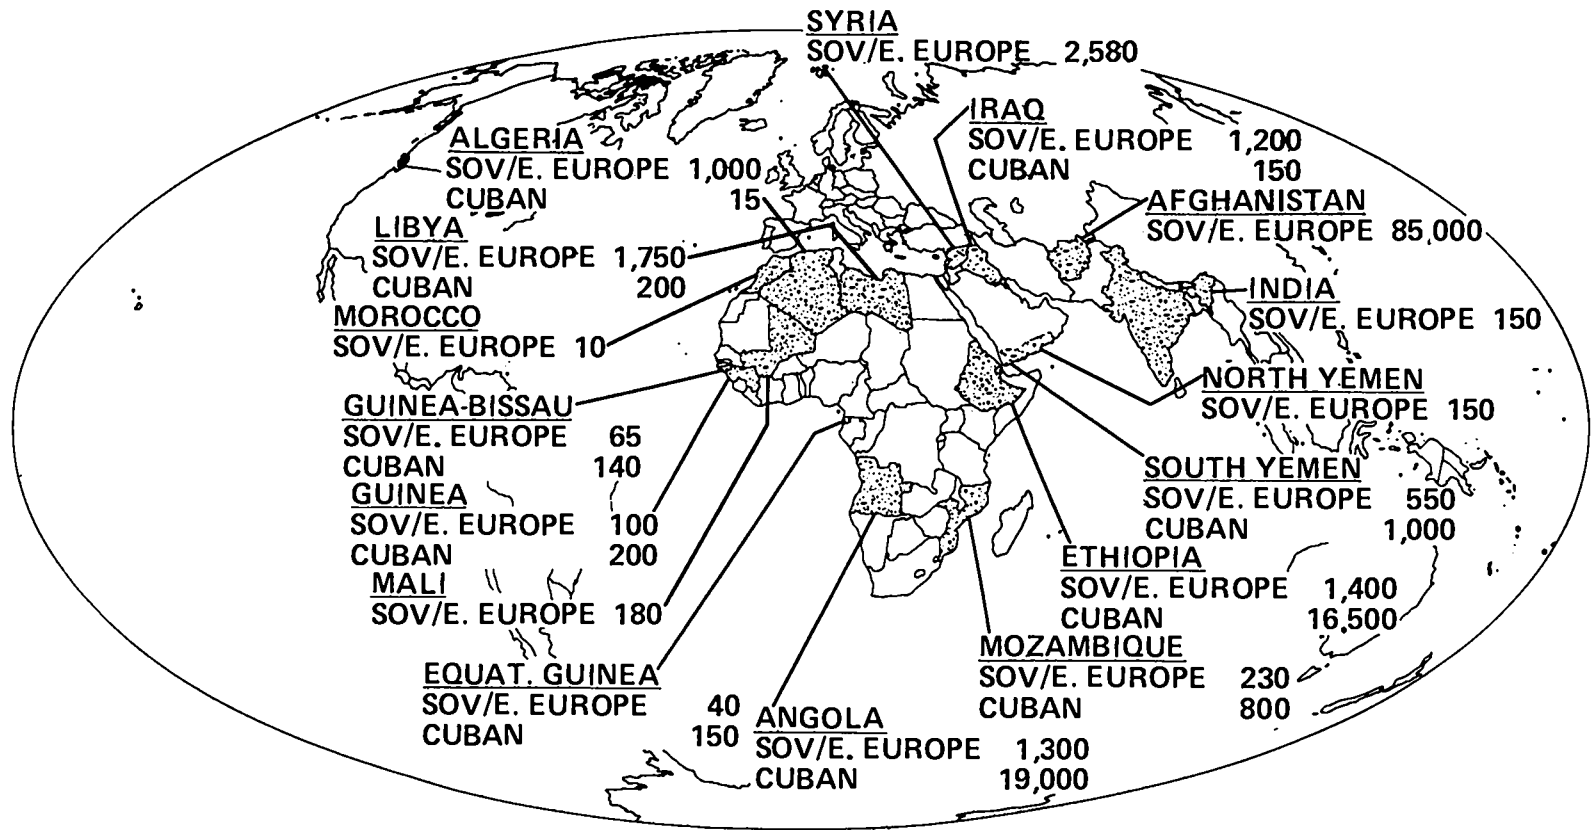 SYRIA
SOV/E. EUROPE 2,580
IRAQ
SOV/E. EUROPE 1,200
CUBAN 150
ALGERIA
SOV/E. EUROPE 1,000
CUBAN 15
AFGHANISTAN
SOV/E. EUROPE 85,000
LIBYA
SOV/E. EUROPE 1,750
CUBAN 200
INDIA
SOV/E. EUROPE 150
MOROCCO
SOV/E. EUROPE 10
NORTH YEMEN
SOV/E. EUROPE 150
GUINEA-BISSAU
SOV/E. EUROPE 65
CUBAN 140
SOUTH YEMEN
SOV/E. EUROPE 550
CUBAN 1,000
GUINEA
SOV/E. EUROPE 100
CUBAN 200
ETHIOPIA
SOV/E. EUROPE 1,400
CUBAN 16,500
MALI
SOV/E. EUROPE 180
MOZAMBIQUE
SOV/E. EUROPE 230
CUBAN 800
EQUAT. GUINEA
SOV/E. EUROPE 40
CUBAN 150
ANGOLA
SOV/E. EUROPE 1,300
CUBAN 19,000